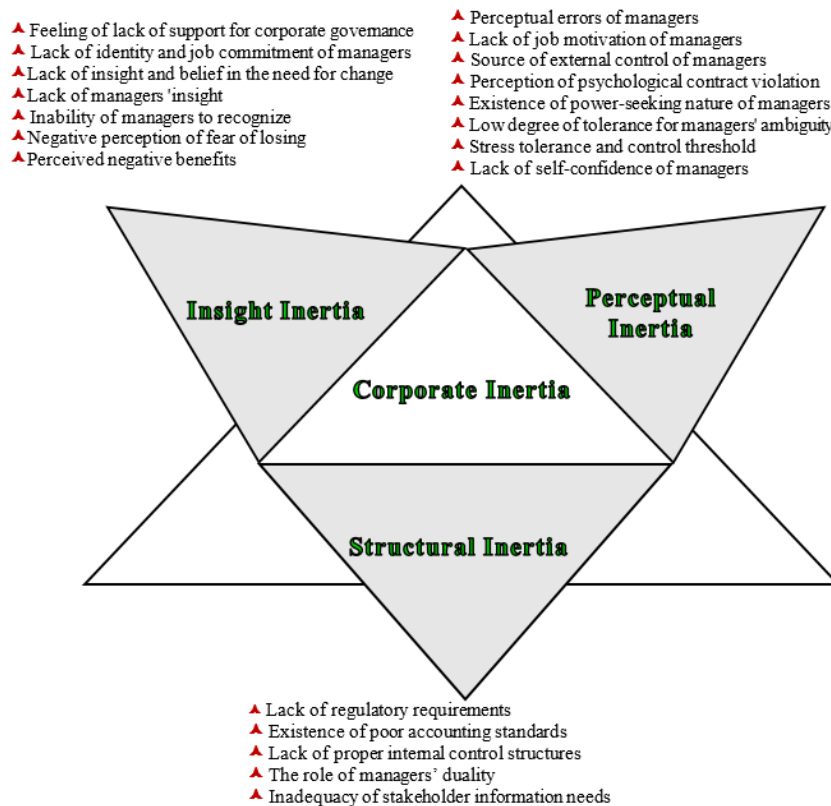 Feeling of lack of support for corporate governance
Lack of identity and job commitment of managers
Lack of insight and belief in the need for change
Lack of managers 'insight
Inability of managers to recognize
Negative perception of fear of losing
Perceived negative benefits
Perceptual errors of managers
Lack of job motivation of managers
Source of external control of managers
Perception of psychological contract violation
Existence of power-seeking nature of managers
Low degree of tolerance for managers' ambiguity
Stress tolerance and control threshold
Lack of self-confidence of managers
Insight Inertia
Perceptual
Inertia
Corporate Inertia
Structural Inertia
Lack of regulatory requirements
Existence of poor accounting standards
Lack of proper internal control structures
The role of managers’ duality
Inadequacy of stakeholder information needs